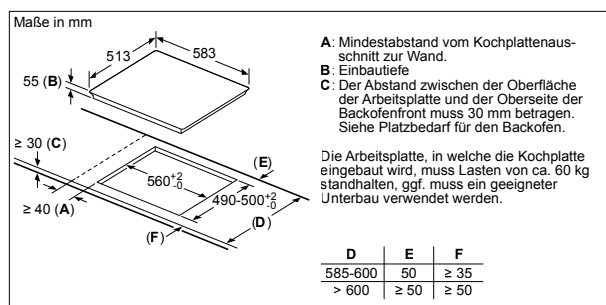 Maße in mm
513
583
55 (B)
≥ 30 (C)
(E)
560 +2 -0
490-500 +2 -0
(D)
≥ 40 (A)
(F)
A: Mindestabstand vom Kochplattenaus-
schnitt zur Wand.
B: Einbautiefe
C: Der Abstand zwischen der Oberfläche
der Arbeitsplatte und der Oberseite der
Backofenfront muss 30 mm betragen.
Siehe Platzbedarf für den Backofen.
Die Arbeitsplatte, in welche die Kochplatte
eingebaut wird, muss Lasten von ca. 60 kg
standhalten, ggf. muss ein geeigneter
Unterbau verwendet werden.
D E F
585-600 50 ≥ 35
> 600 ≥ 50 ≥ 50